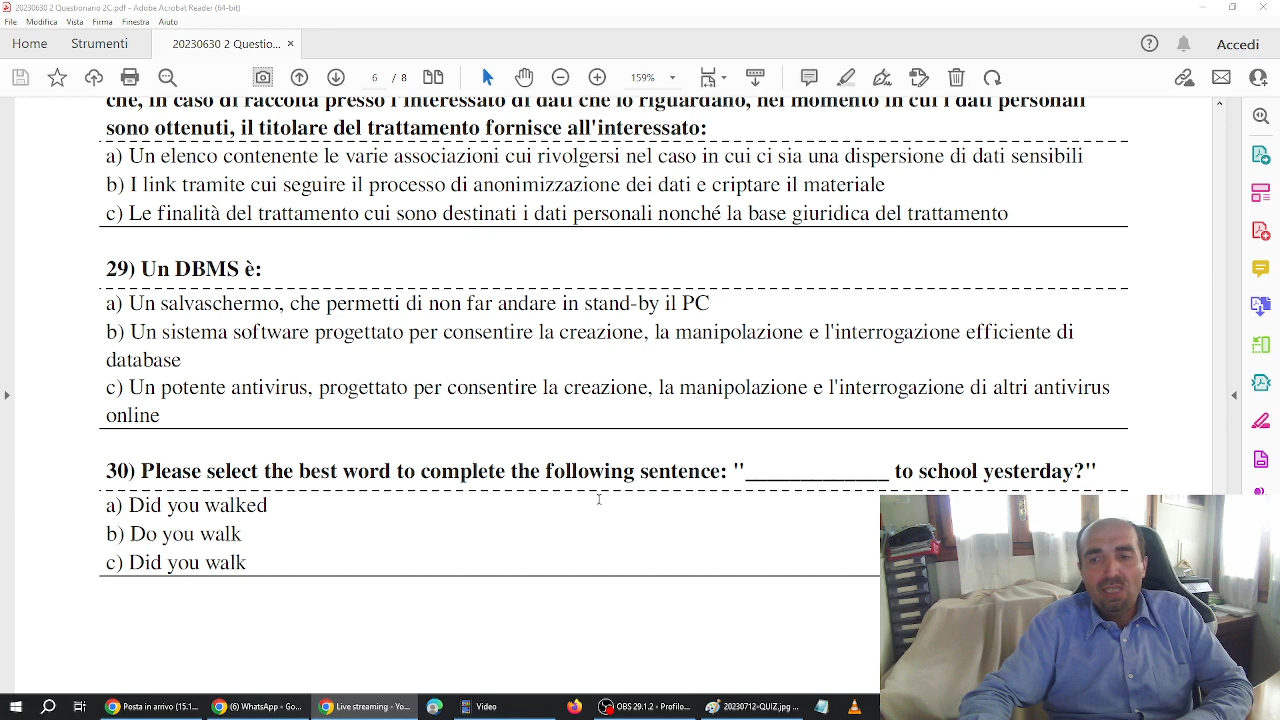 20230630 2 Questionario 2C.pdf - Adobe Acrobat Reader (64-bit)
File Modifica Vista Firma Finestra Aiuto
Home Strumenti 20230630 2 Questio... × Accedi
6 / 8 159%
che, in caso di raccolta presso l'interessato di dati che lo riguardano, nel momento in cui i dati personali
sono ottenuti, il titolare del trattamento fornisce all'interessato:
a) Un elenco contenente le varie associazioni cui rivolgersi nel caso in cui ci sia una dispersione di dati sensibili
b) I link tramite cui seguire il processo di anonimizzazione dei dati e criptare il materiale
c) Le finalità del trattamento cui sono destinati i dati personali nonché la base giuridica del trattamento
29) Un DBMS è:
a) Un salvaschermo, che permetti di non far andare in stand-by il PC
b) Un sistema software progettato per consentire la creazione, la manipolazione e l'interrogazione efficiente di
database
c) Un potente antivirus, progettato per consentire la creazione, la manipolazione e l'interrogazione di altri antivirus
online
30) Please select the best word to complete the following sentence: "_____________ to school yesterday?"
a) Did you walked
b) Do you walk
c) Did you walk
Posta in arrivo (15.1... (6) WhatsApp - Go... Live streaming - Yo... Video OBS 29.1.2 - Profilo... 20230712-QUIZ.ppg ...